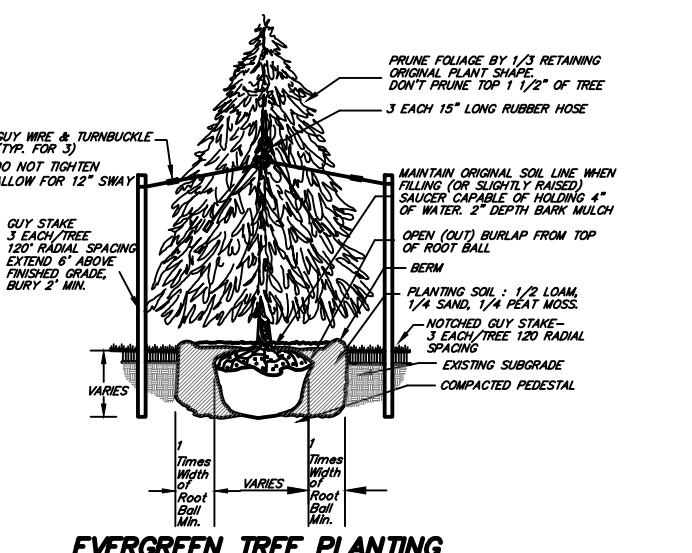 PRUNE FOLIAGE BY 1/3 RETAINING
ORIGINAL PLANT SHAPE.
DON'T PRUNE TOP 1 1/2" OF TREE
3 EACH 15" LONG RUBBER HOSE
GUY WIRE & TURNBUCKLE
(TYP. FOR 3)
DO NOT TIGHTEN
ALLOW FOR 12" SWAY
MAINTAIN ORIGINAL SOIL LINE WHEN
FILLING (OR SLIGHTLY RAISED)
SAUCER CAPABLE OF HOLDING 4"
OF WATER. 2" DEPTH BARK MULCH
GUY STAKE
3 EACH/TREE
120° RADIAL SPACING
EXTEND 6' ABOVE
FINISHED GRADE,
BURY 2' MIN.
OPEN (OUT) BURLAP FROM TOP
OF ROOT BALL
BERM
PLANTING SOIL : 1/2 LOAM,
1/4 SAND, 1/4 PEAT MOSS.
NOTCHED GUY STAKE-
3 EACH/TREE 120 RADIAL
SPACING
EXISTING SUBGRADE
COMPACTED PEDESTAL
VARIES
1
Times
Width
of
Root
Ball
Min.
VARIES
1
Times
Width
of
Root
Ball
Min.
EVERGREEN TREE PLANTING